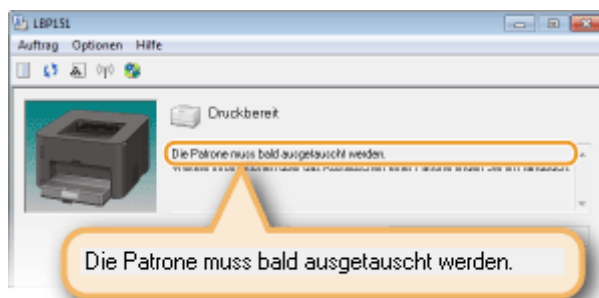 LBP151
Auftrag Optionen Hilfe
Druckbereit
Die Patrone muss bald ausgetauscht werden.
Die Patrone muss bald ausgetauscht werden.